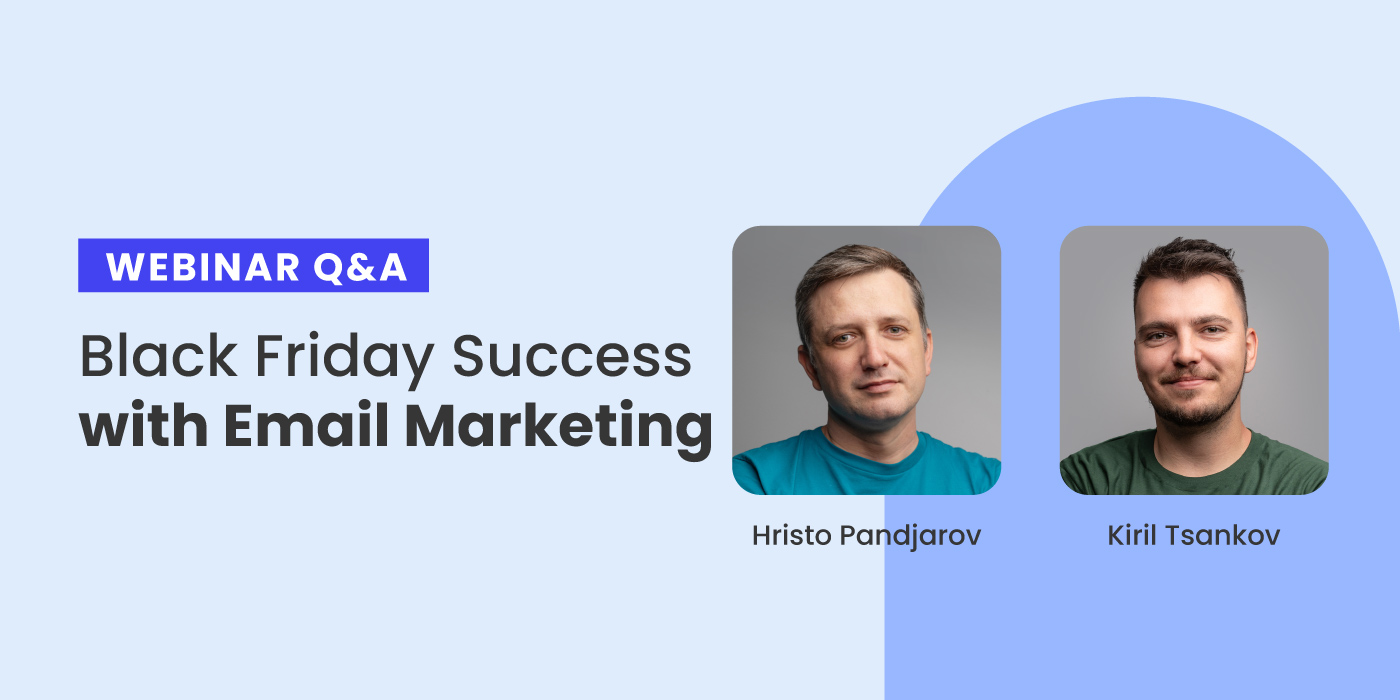 WEBINAR Q&A
Black Friday Success
with Email Marketing
Hristo Pandjarov
Kiril Tsankov